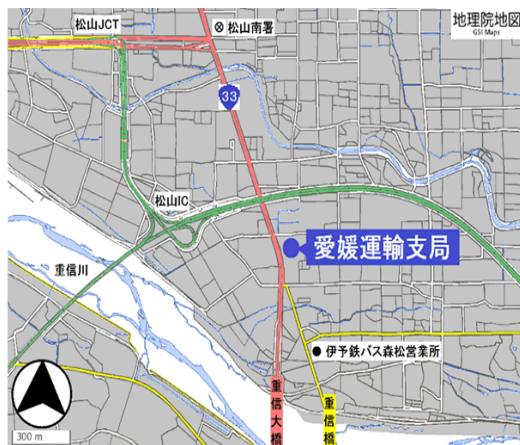 松山JCT
松山南署
地理院地図
GSI Maps
33
松山IC
愛媛運輸支局
重信川
伊予鉄バス森松営業所
重信大橋
重信橋
300 m